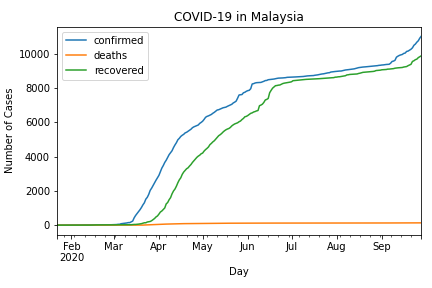 COVID-19 in Malaysia
confirmed
deaths
recovered
Number of Cases
10000
8000
6000
4000
2000
0
Feb Mar Apr May Jun Jul Aug Sep
2020
Day